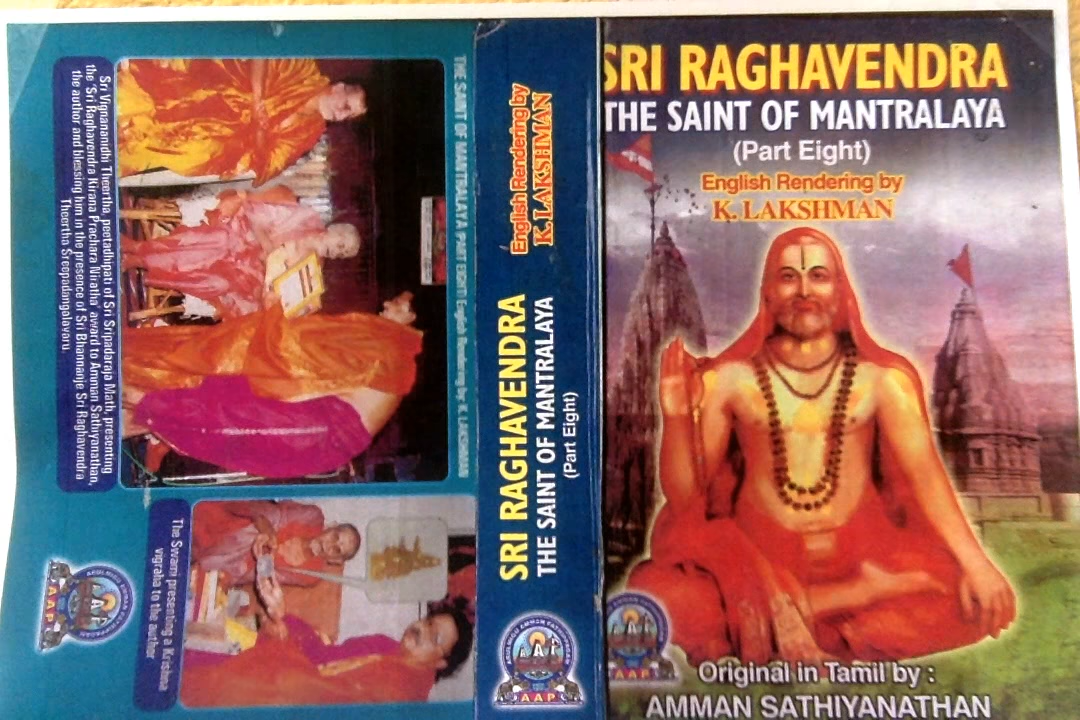 SRI RAGHAVENDRA
THE SAINT OF MANTRALAYA
(Part Eight)
English Rendering by
K. LAKSHMAN
Original in Tamil by :
AMMAN SATHIYANATHAN
English Rendering by
K. LAKSHMAN
SRI RAGHAVENDRA
THE SAINT OF MANTRALAYA
(Part Eight)
AAP
THE SAINT OF MANTRALAYA (PART EIGHT) English Rendering by: K. LAKSHMAN
Sri Vignananidhi Theertha, peetadhipati of Sri Sripadaraja Math, presenting
the 'Sri Raghavendra Kirana Prachara Niratha' award to Amman Sathiyanathan,
the author and blessing him in the presence of Sri Bhannanje Sri Raghavendra
Theertha Sreepadangalavaru.
The Swami presenting a Krishna
vigraha to the author
AAP
AAP